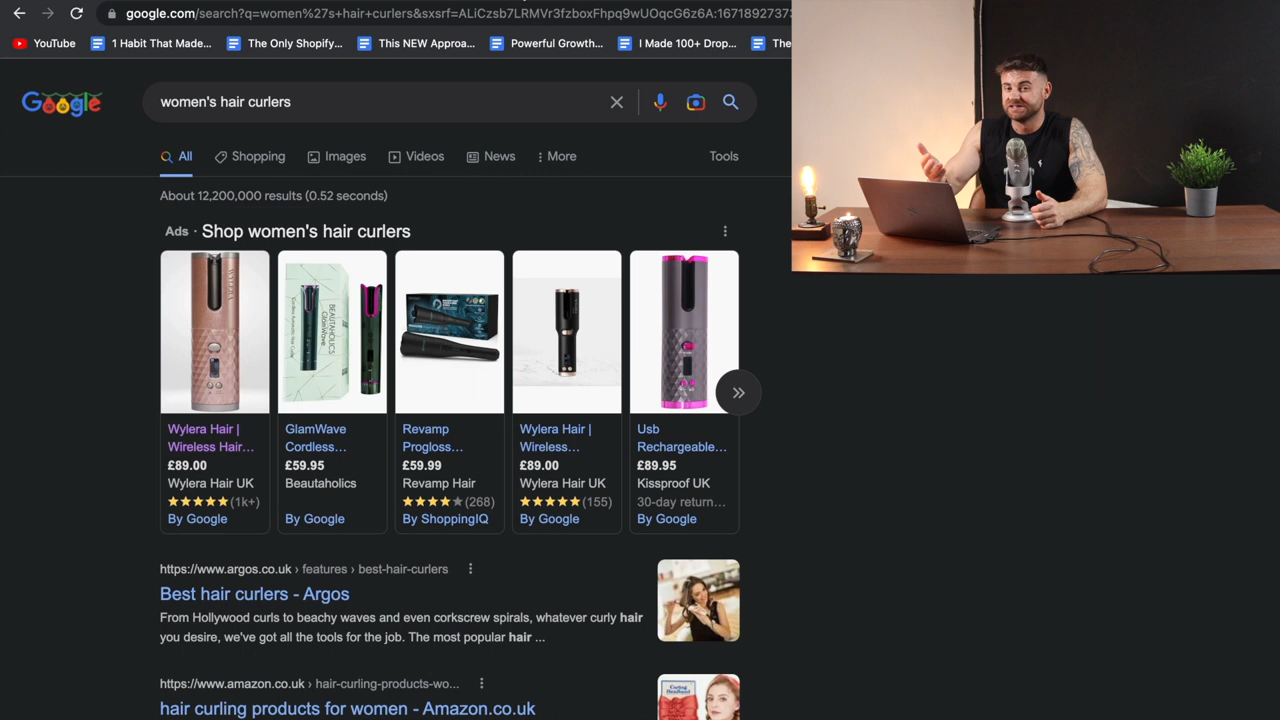 google.com/search?q=women%27s+hair+curlers&sxsrf=ALiCzsb7LRMVr3fzboxFhpq9wUOqcG6z6A:1671892737
YouTube
1 Habit That Made...
The Only Shopify...
This NEW Approa...
Powerful Growth...
I Made 100+ Drop...
The
Google
women's hair curlers
All
Shopping
Images
Videos
News
More
Tools
About 12,200,000 results (0.52 seconds)
Ads · Shop women's hair curlers
BEAUTAHOLICS
GlamWave
Wylera Hair |
Wireless Hair...
£89.00
Wylera Hair UK
(1k+)
By Google
GlamWave
Cordless...
£59.95
Beautaholics
By Google
Revamp
Progloss...
£59.99
Revamp Hair
(268)
By ShoppingIQ
Wylera Hair |
Wireless...
£89.00
Wylera Hair UK
(155)
By Google
Usb
Rechargeable...
£89.95
Kissproof UK
30-day return...
By Google
https://www.argos.co.uk › features › best-hair-curlers
Best hair curlers - Argos
From Hollywood curls to beachy waves and even corkscrew spirals, whatever curly hair
you desire, we've got all the tools for the job. The most popular hair ...
https://www.amazon.co.uk › hair-curling-products-wo...
hair curling products for women - Amazon.co.uk
Curling
Headband